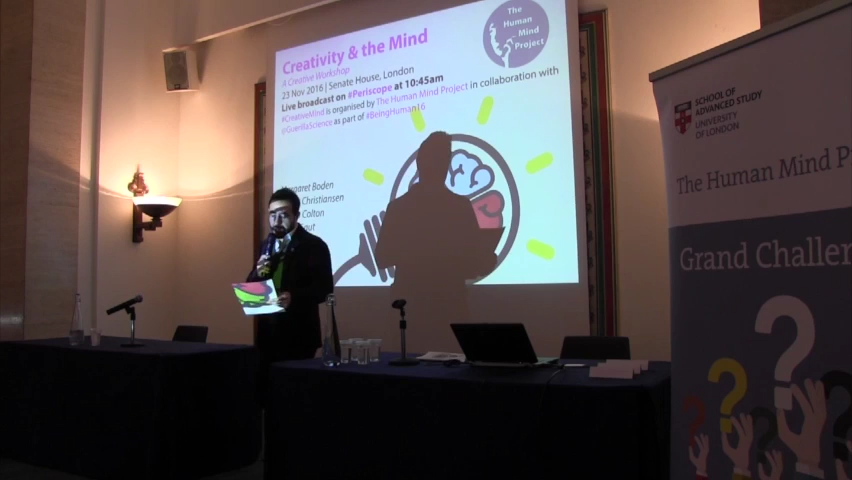 Creativity & the Mind
A Creative Workshop
23 Nov 2016 | Senate House, London
Live broadcast on #Periscope at 10:45am
#CreativeMind is organised by The Human Mind Project in collaboration with
@GuerillaScience as part of #BeingHuman16
The
Human
Mind
Project
Boden
Christiansen
Colton
SCHOOL OF
ADVANCED STUDY
UNIVERSITY
OF LONDON
The Human Mind P
Grand Challen